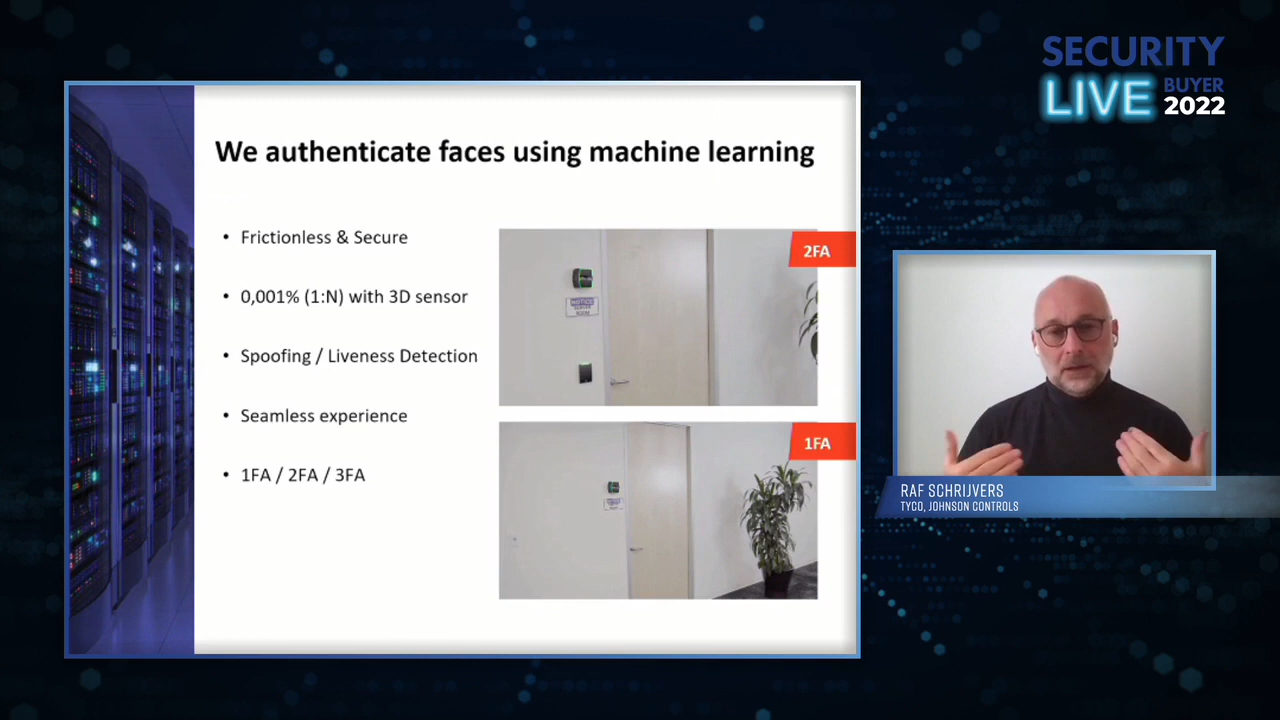 SECURITY
LIVE BUYER
2022
We authenticate faces using machine learning
• Frictionless & Secure
• 0,001% (1:N) with 3D sensor
• Spoofing / Liveness Detection
• Seamless experience
• 1FA / 2FA / 3FA
2FA
1FA
RAF SCHRIJVERS
TYCO, JOHNSON CONTROLS